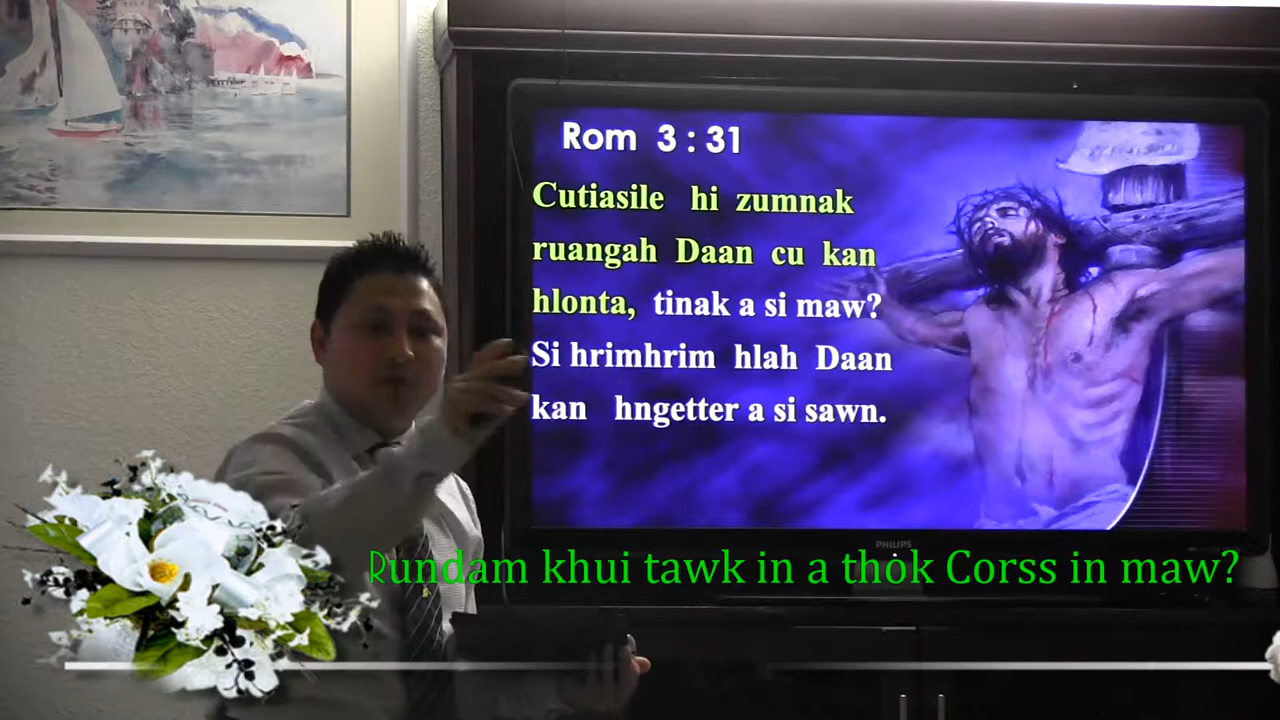 Rom 3 : 31
Cutiasile hi zumnak
ruangah Daan cu kan
hlonta, tinak a si maw?
Si hrimhrim hlah Daan
kan hngetter a si sawn.
PHILIPS
Rundam khui tawk in a thok Corss in maw?